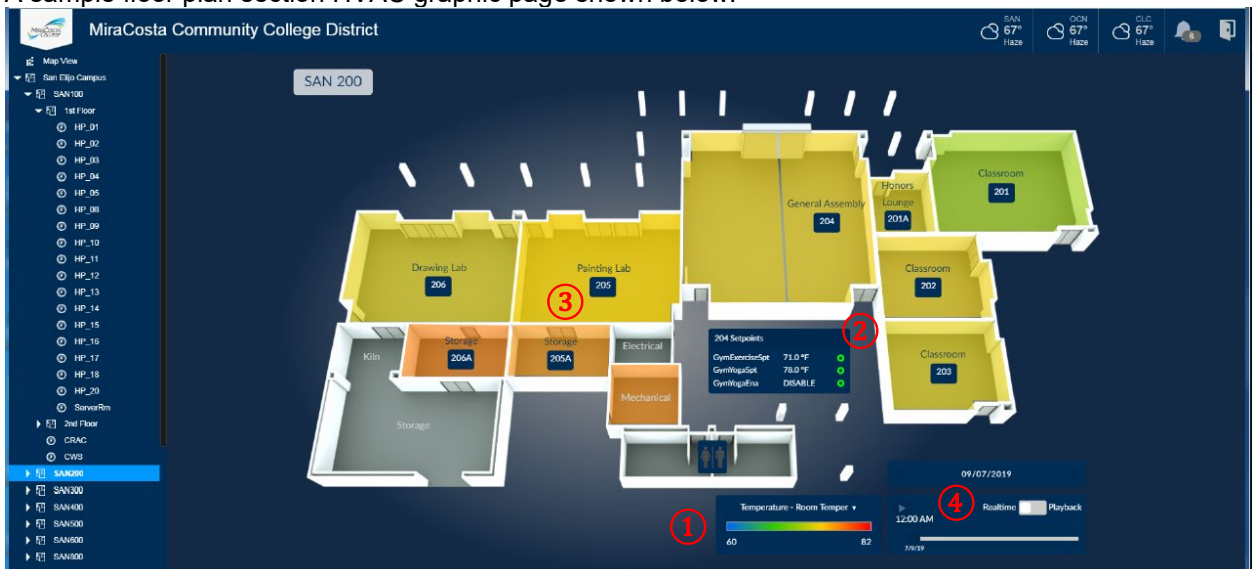 A sample floor plan section HVAC graphic page shown below.
MiraCosta
COLLEGE
MiraCosta Community College District
SAN
67°
Haze
OCN
67°
Haze
CLC
67°
Haze
8
Map View
San Elijo Campus
SAN100
1st Floor
HP_01
HP_02
HP_03
HP_04
HP_05
HP_08
HP_09
HP_10
HP_11
HP_12
HP_13
HP_14
HP_15
HP_16
HP_17
HP_18
HP_20
ServerRm
2nd Floor
CRAC
CWS
SAN200
SAN300
SAN400
SAN500
SAN600
SAN800
SAN 200
Classroom
201
Honors
Lounge
201A
General Assembly
204
Classroom
202
Drawing Lab
206
Painting Lab
205
3
2
Storage
206A
Storage
205A
Electrical
Kiln
Storage
Mechanical
204 Setpoints
GymExerciseSpt 71.0 °F
GymYogaSpt 78.0 °F
GymYogaEna DISABLE
Classroom
203
1
Temperature - Room Temper
60 82
09/07/2019
4
12:00 AM
Realtime Playback
7/9/19